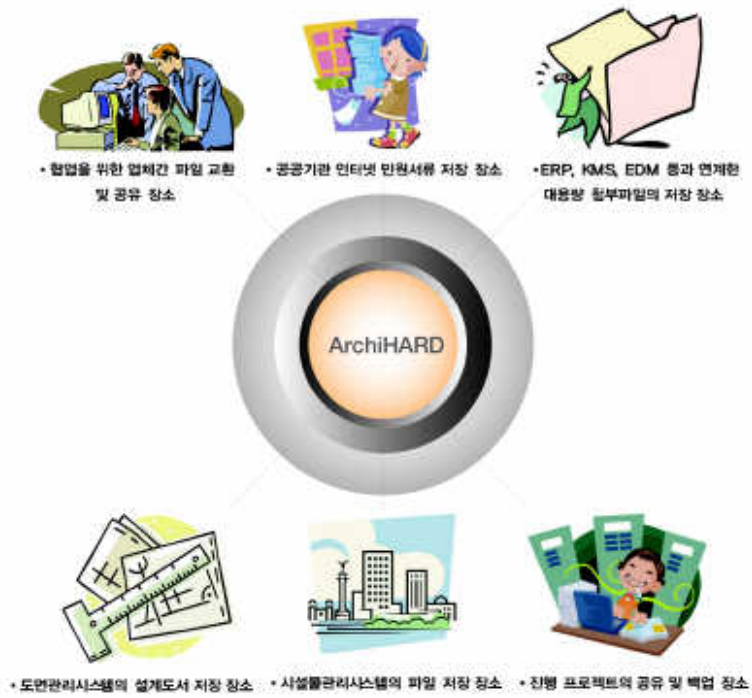 • 협업을 위한 업체간 파일 교환
및 공유 장소
• 공공기관 인터넷 민원서류 저장 장소
•ERP, KMS, EDM 등과 연계한
대용량 첨부파일의 저장 장소
ArchiHARD
• 도면관리시스템의 설계도서 저장 장소
• 시설물관리시스템의 파일 저장 장소
• 진행 프로젝트의 공유 및 백업 장소